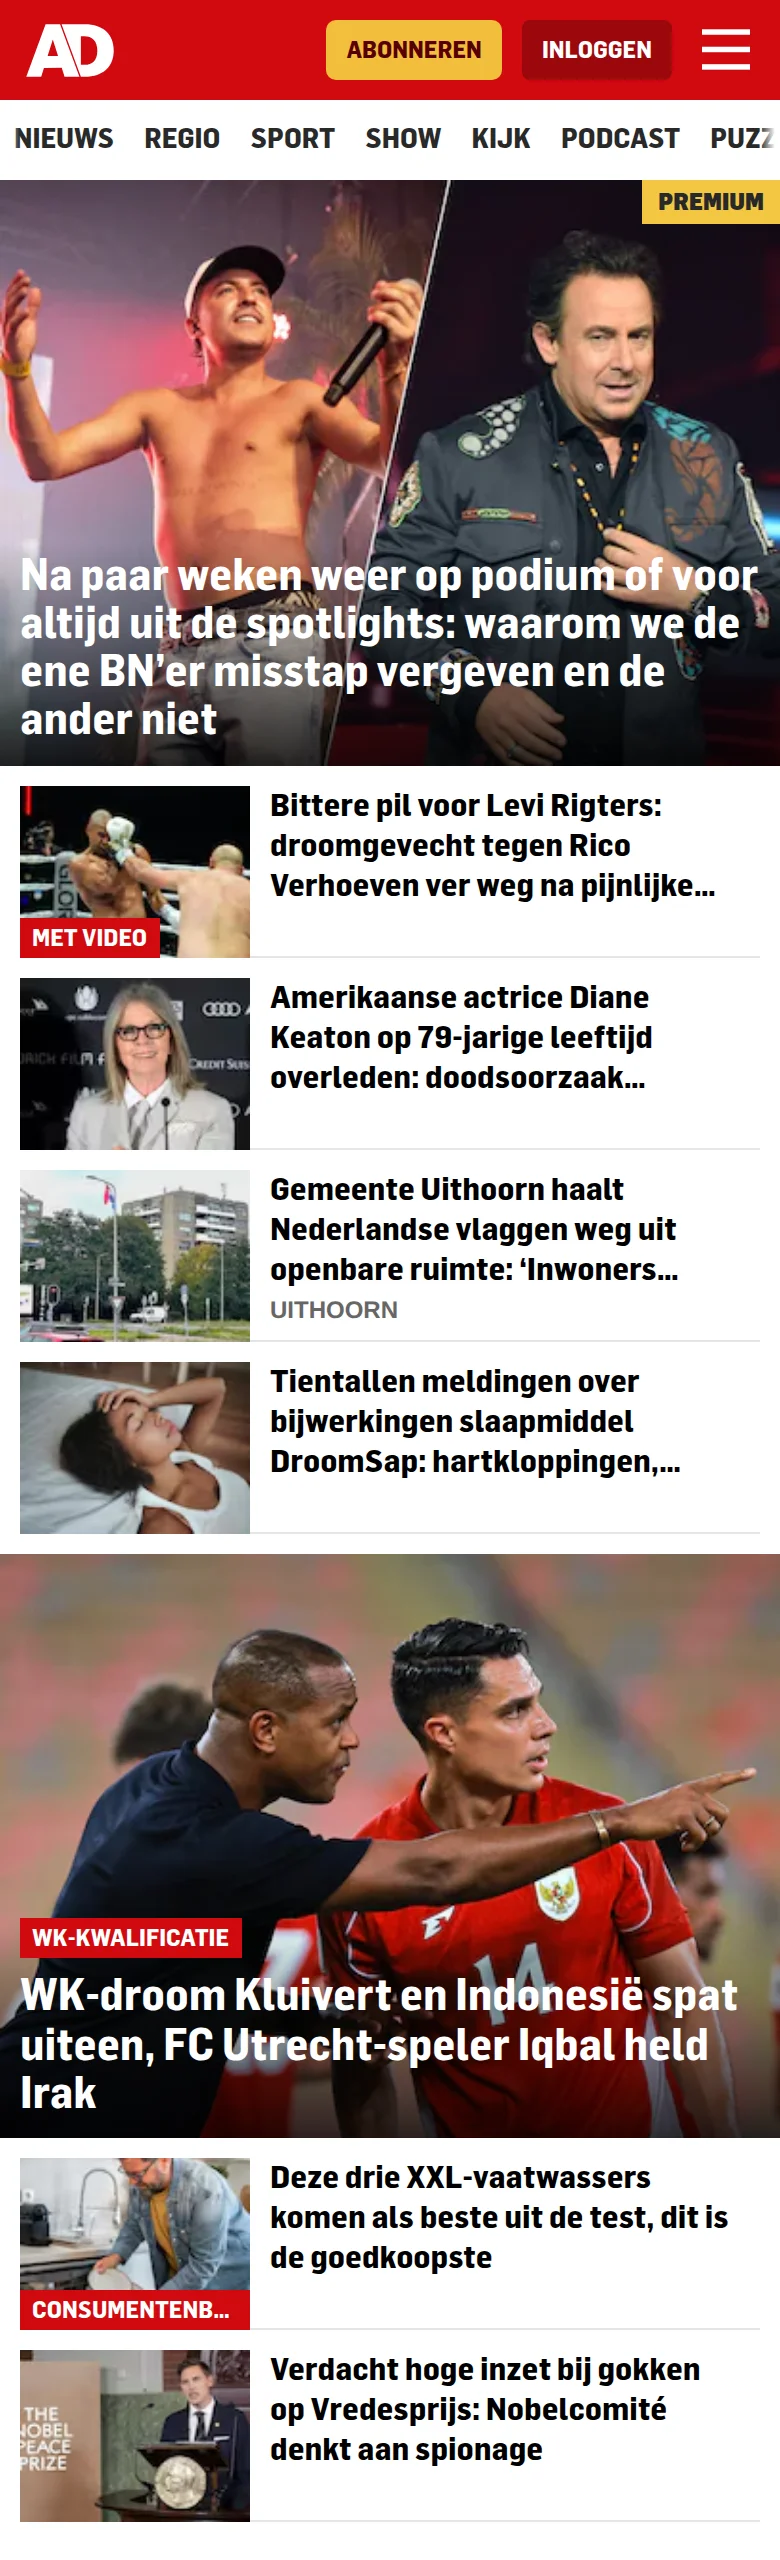 AD
ABONNEREN
INLOGGEN
NIEUWS REGIO SPORT SHOW KIJK PODCAST PUZZ
PREMIUM
Na paar weken weer op podium of voor
altijd uit de spotlights: waarom we de
ene BN’er misstap vergeven en de
ander niet
Bittere pil voor Levi Rigters:
droomgevecht tegen Rico
Verhoeven ver weg na pijnlijke...
GLOR
MET VIDEO
Amerikaanse actrice Diane
Keaton op 79-jarige leeftijd
overleden: doodsoorzaak...
CREDIT SUIS
Gemeente Uithoorn haalt
Nederlandse vlaggen weg uit
openbare ruimte: ‘Inwoners...
UITHOORN
Tientallen meldingen over
bijwerkingen slaapmiddel
DroomSap: hartkloppingen,...
14
WK-KWALIFICATIE
WK-droom Kluivert en Indonesië spat
uiteen, FC Utrecht-speler Iqbal held
Irak
Deze drie XXL-vaatwassers
komen als beste uit de test, dit is
de goedkoopste
CONSUMENTENB...
Verdacht hoge inzet bij gokken
op Vredesprijs: Nobelcomité
denkt aan spionage
THE
NOBEL
PEACE
PRIZE